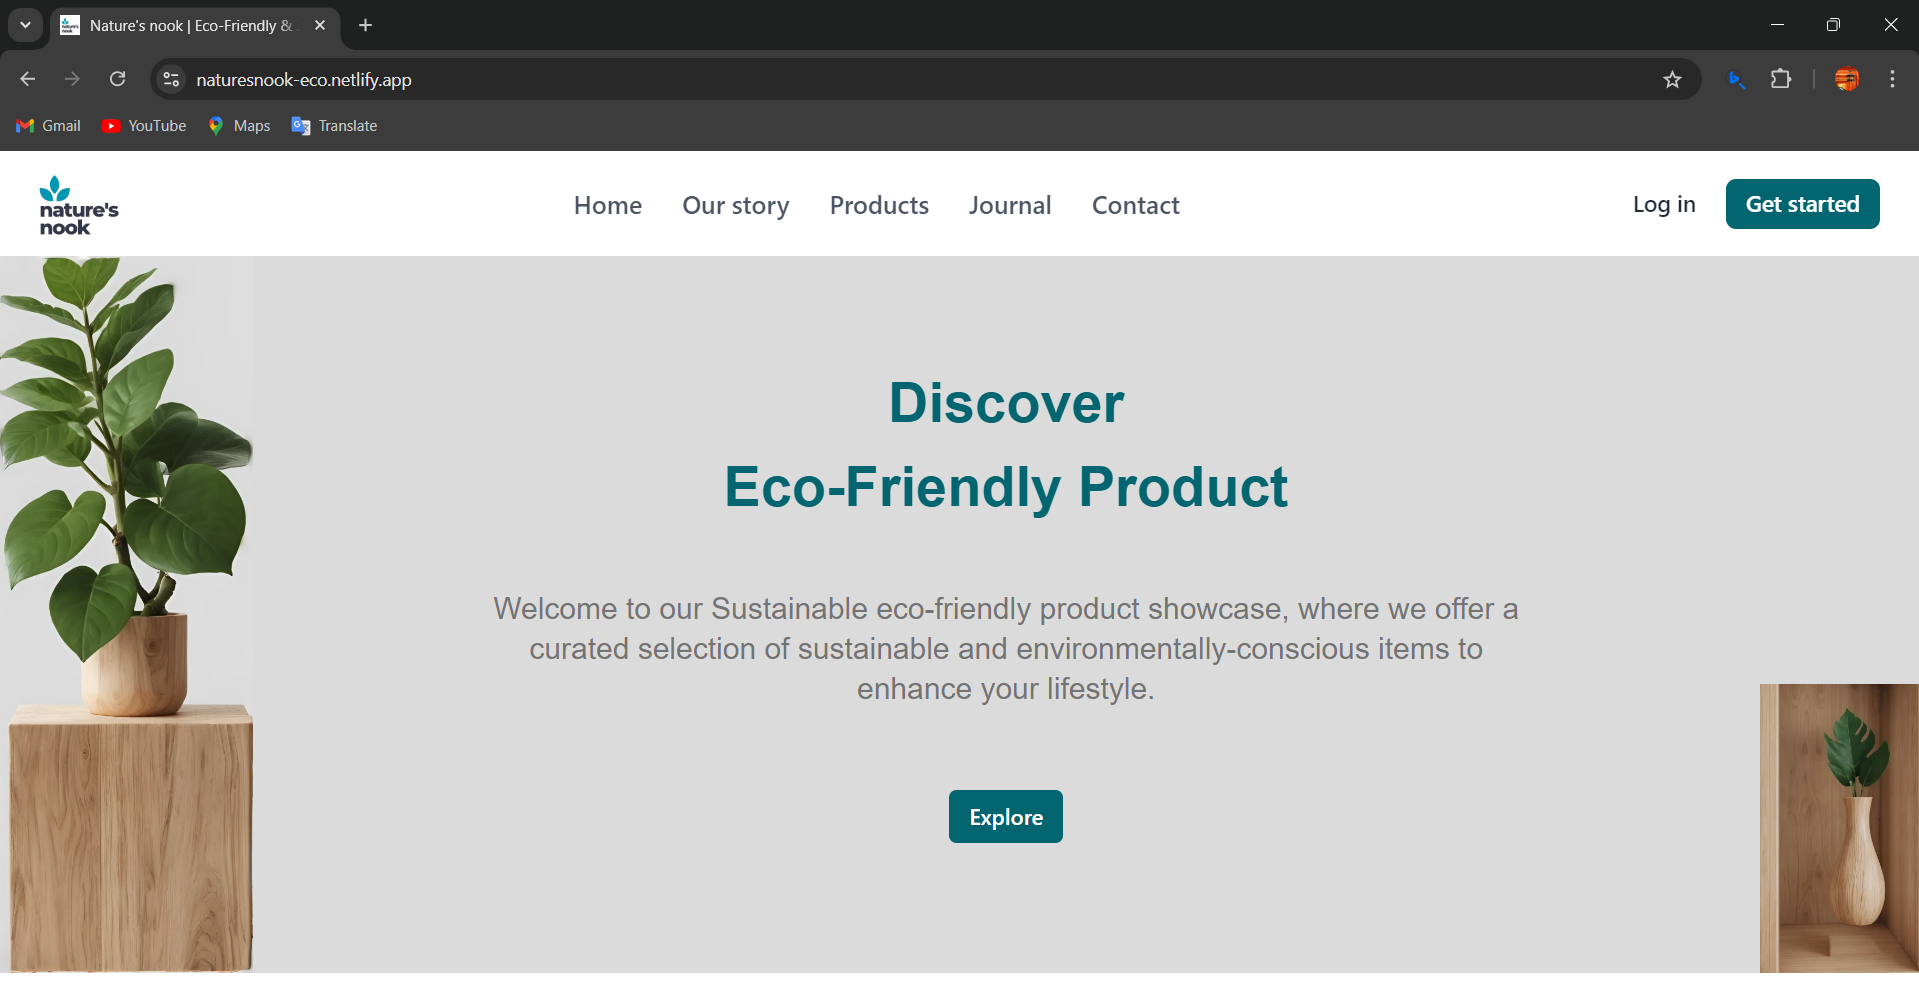 Nature's nook | Eco-Friendly &
naturesnook-eco.netlify.app
Gmail YouTube Maps Translate
nature's
nook
Home Our story Products Journal Contact
Log in Get started
Discover
Eco-Friendly Product
Welcome to our Sustainable eco-friendly product showcase, where we offer a
curated selection of sustainable and environmentally-conscious items to
enhance your lifestyle.
Explore